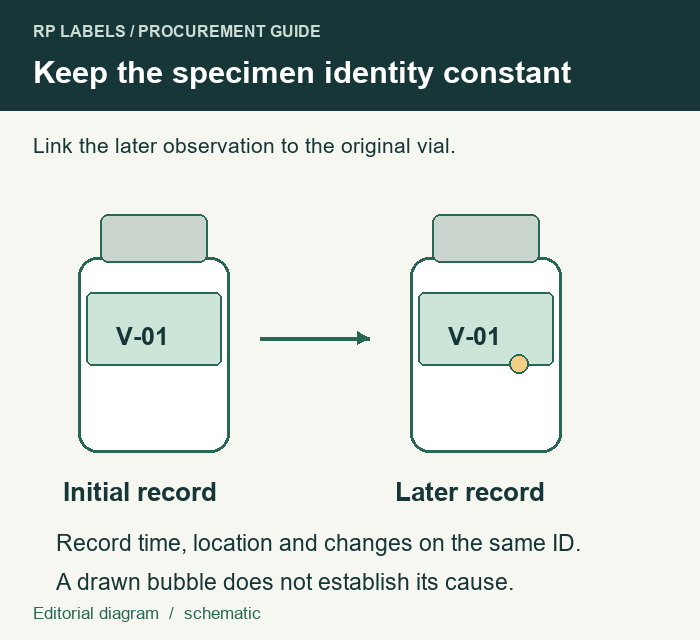 RP LABELS / PROCUREMENT GUIDE
Keep the specimen identity constant
Link the later observation to the original vial.
V-01
V-01
Initial record
Later record
Record time, location and changes on the same ID.
A drawn bubble does not establish its cause.
Editorial diagram / schematic